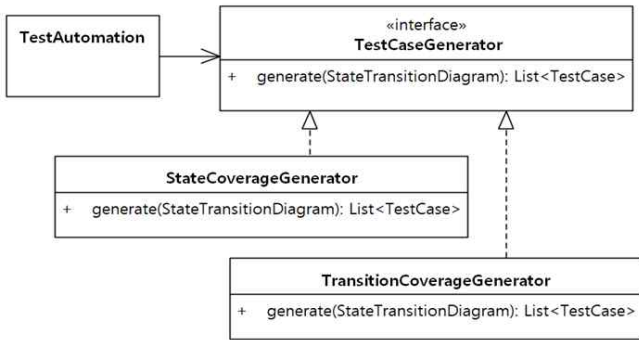 TestAutomation
«interface»
TestCaseGenerator
+ generate(StateTransitionDiagram): List<TestCase>
StateCoverageGenerator
+ generate(StateTransitionDiagram): List<TestCase>
TransitionCoverageGenerator
+ generate(StateTransitionDiagram): List<TestCase>